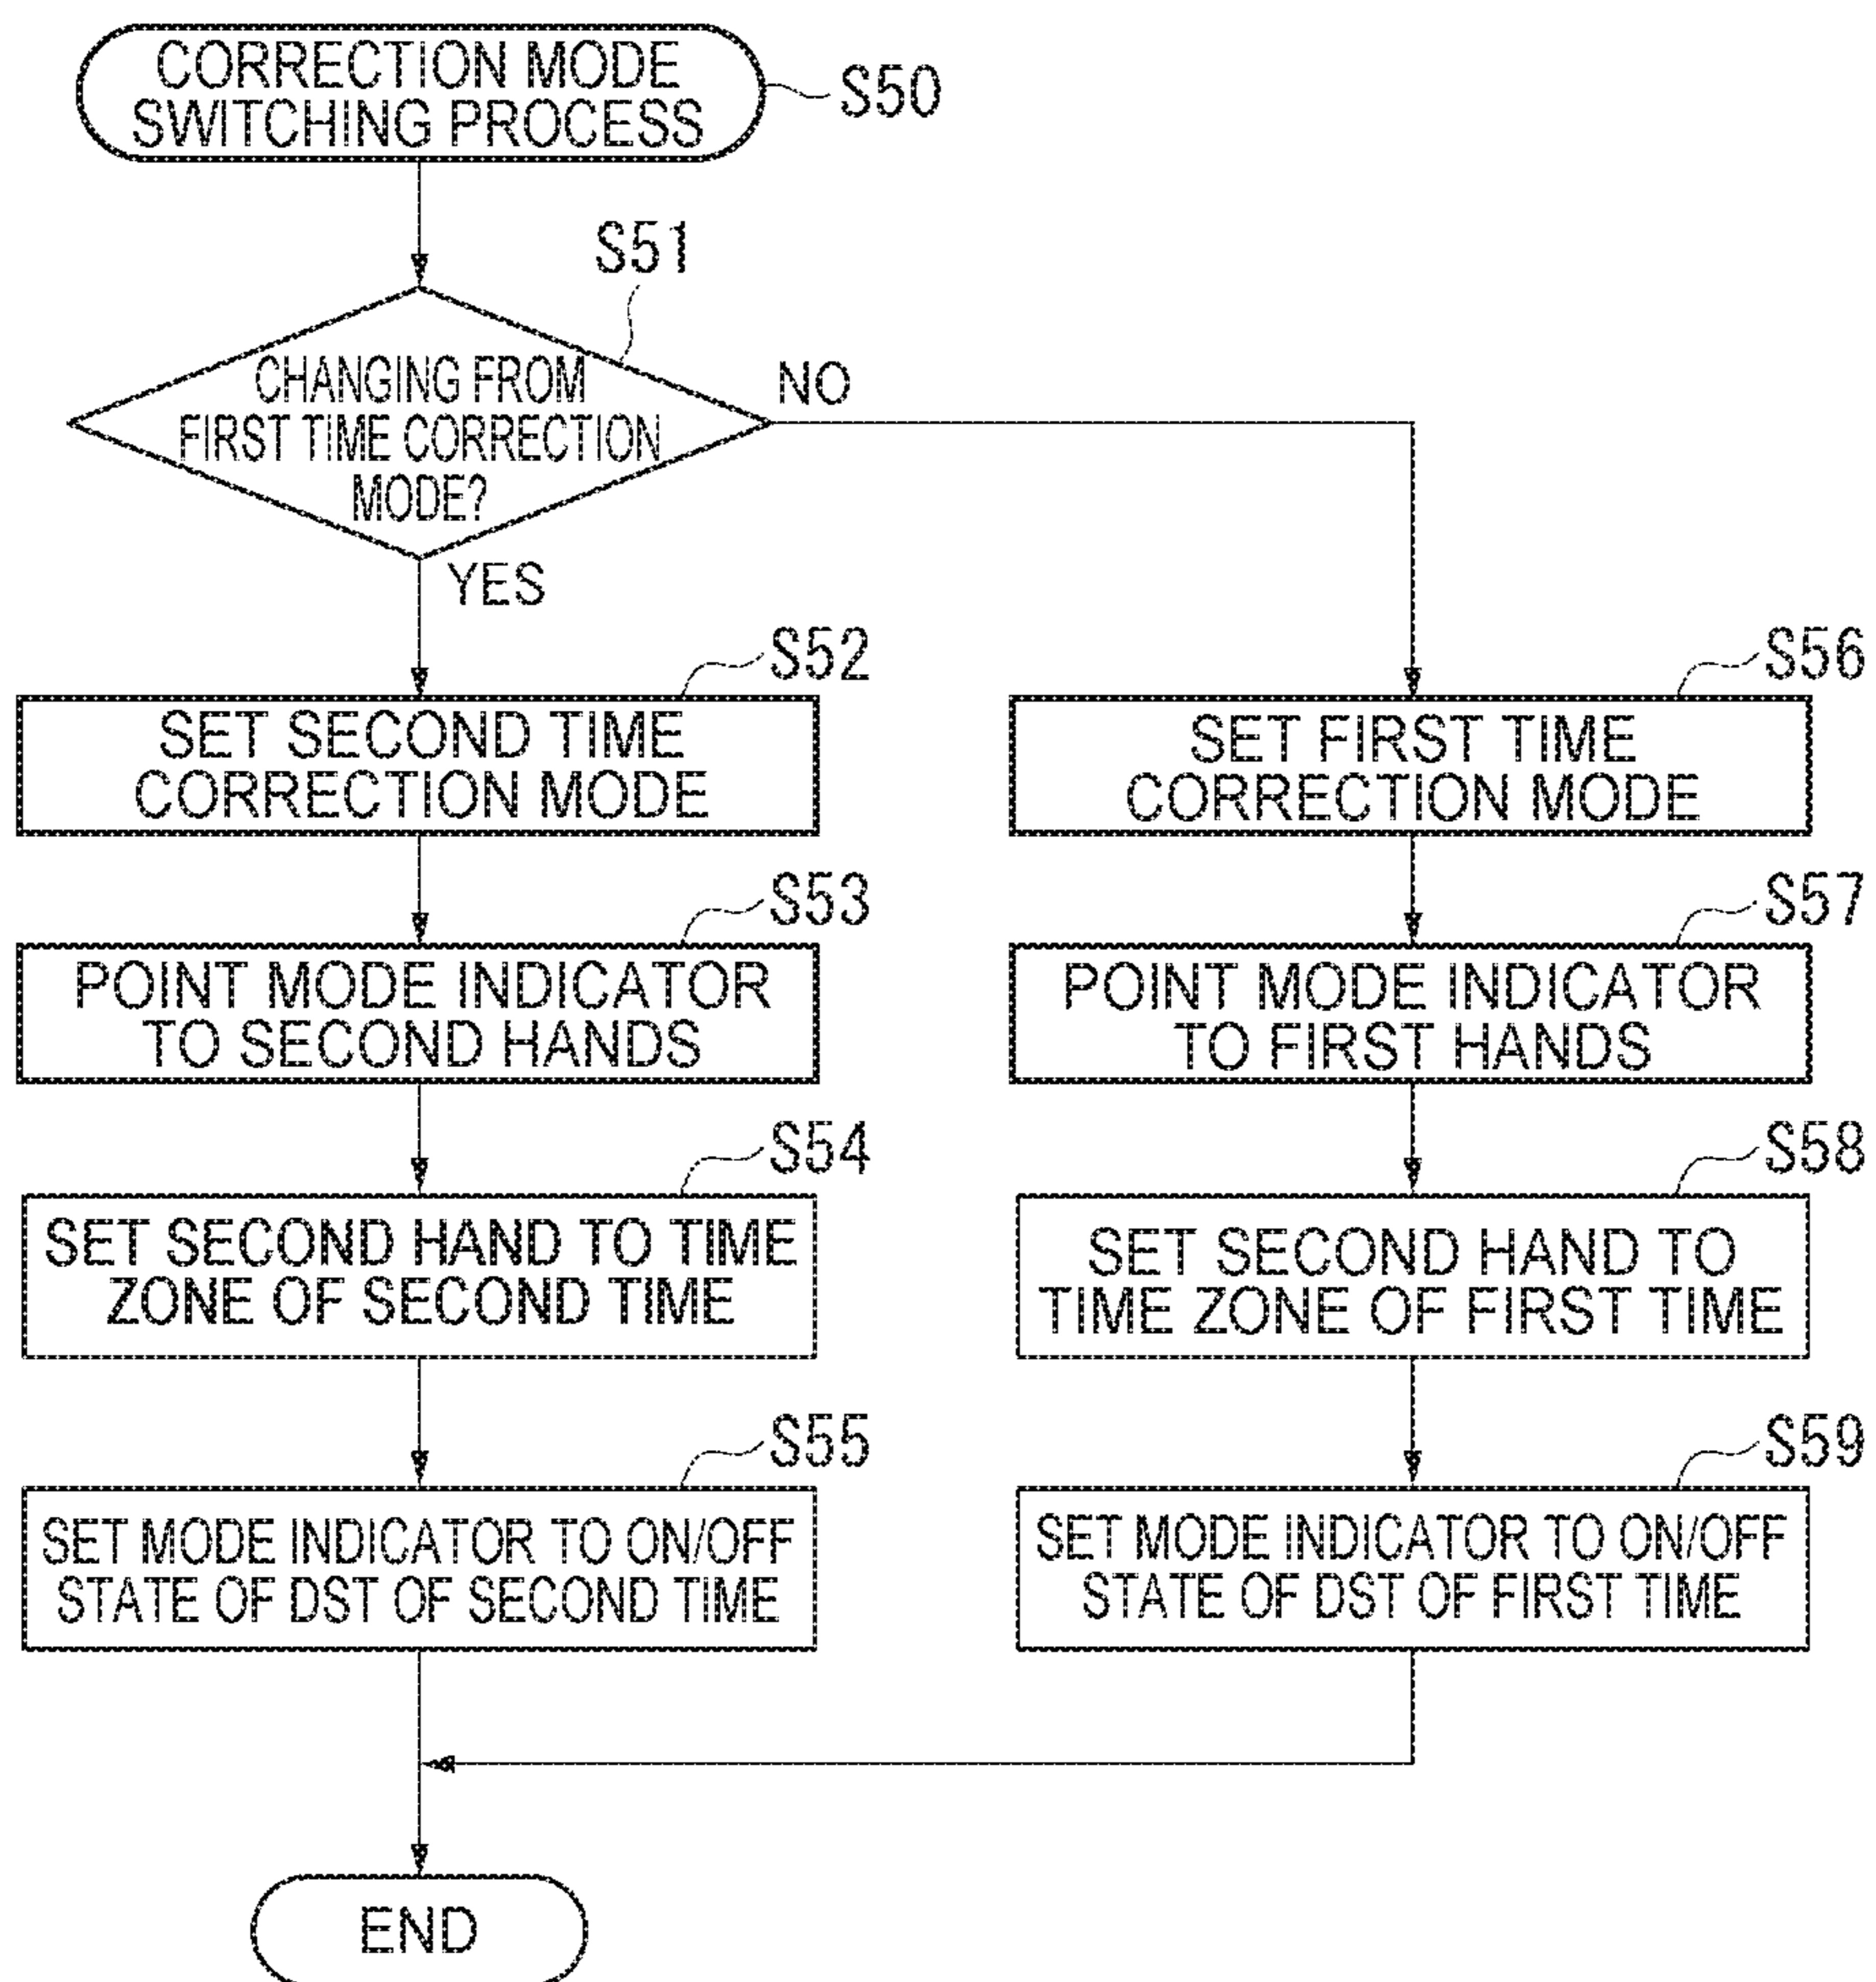 CORRECTION MODE
SWITCHING PROCESS
S50
S51
CHANGING FROM
FIRST TIME CORRECTION
MODE?
NO
YES
S52
SET SECOND TIME
CORRECTION MODE
S56
SET FIRST TIME
CORRECTION MODE
S53
POINT MODE INDICATOR
TO SECOND HANDS
S57
POINT MODE INDICATOR
TO FIRST HANDS
S54
SET SECOND HAND TO TIME
ZONE OF SECOND TIME
S58
SET SECOND HAND TO
TIME ZONE OF FIRST TIME
S55
SET MODE INDICATOR TO ON/OFF
STATE OF DST OF SECOND TIME
S59
SET MODE INDICATOR TO ON/OFF
STATE OF DST OF FIRST TIME
END